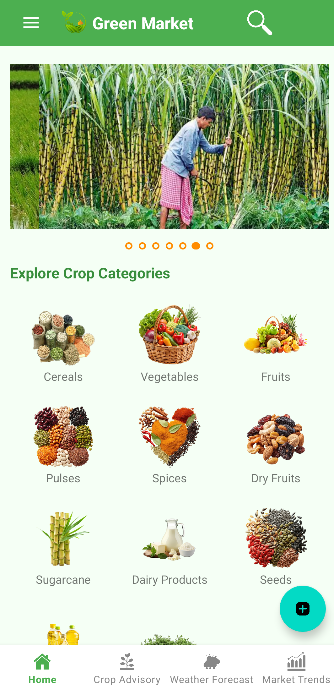 Green Market
Explore Crop Categories
Cereals
Vegetables
Fruits
Pulses
Spices
Dry Fruits
Sugarcane
Dairy Products
Seeds
Home
Crop Advisory
Weather Forecast
Market Trends